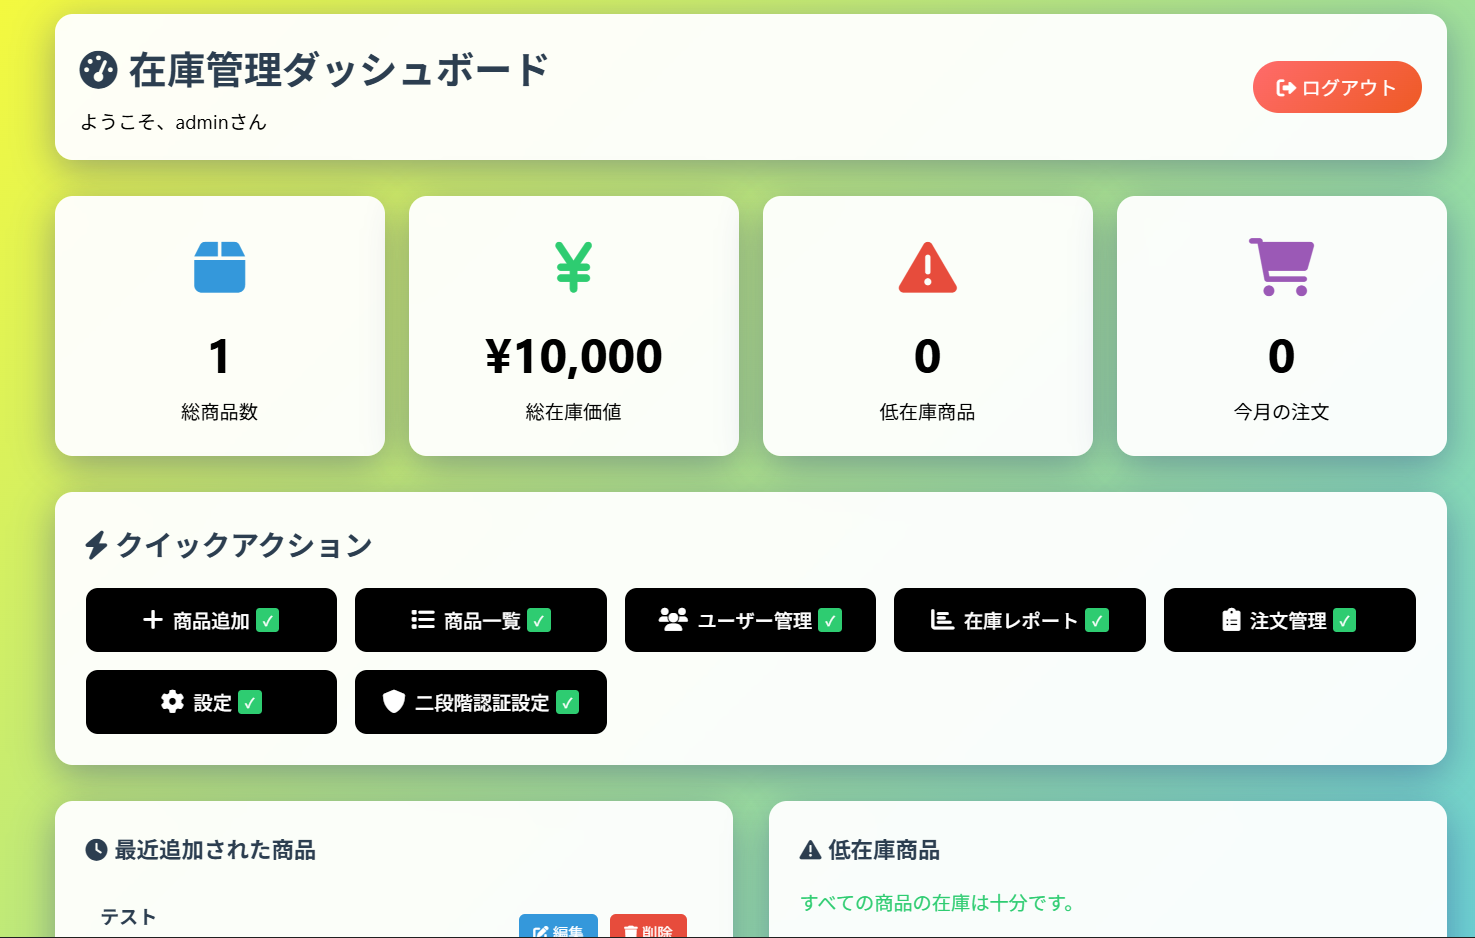 在庫管理ダッシュボード
ようこそ、adminさん
ログアウト
1
総商品数
¥10,000
総在庫価値
0
低在庫商品
0
今月の注文
クイックアクション
商品追加 ✓
商品一覧 ✓
ユーザー管理 ✓
在庫レポート ✓
注文管理 ✓
設定 ✓
二段階認証設定 ✓
最近追加された商品
テスト
編集
削除
低在庫商品
すべての商品の在庫は十分です。